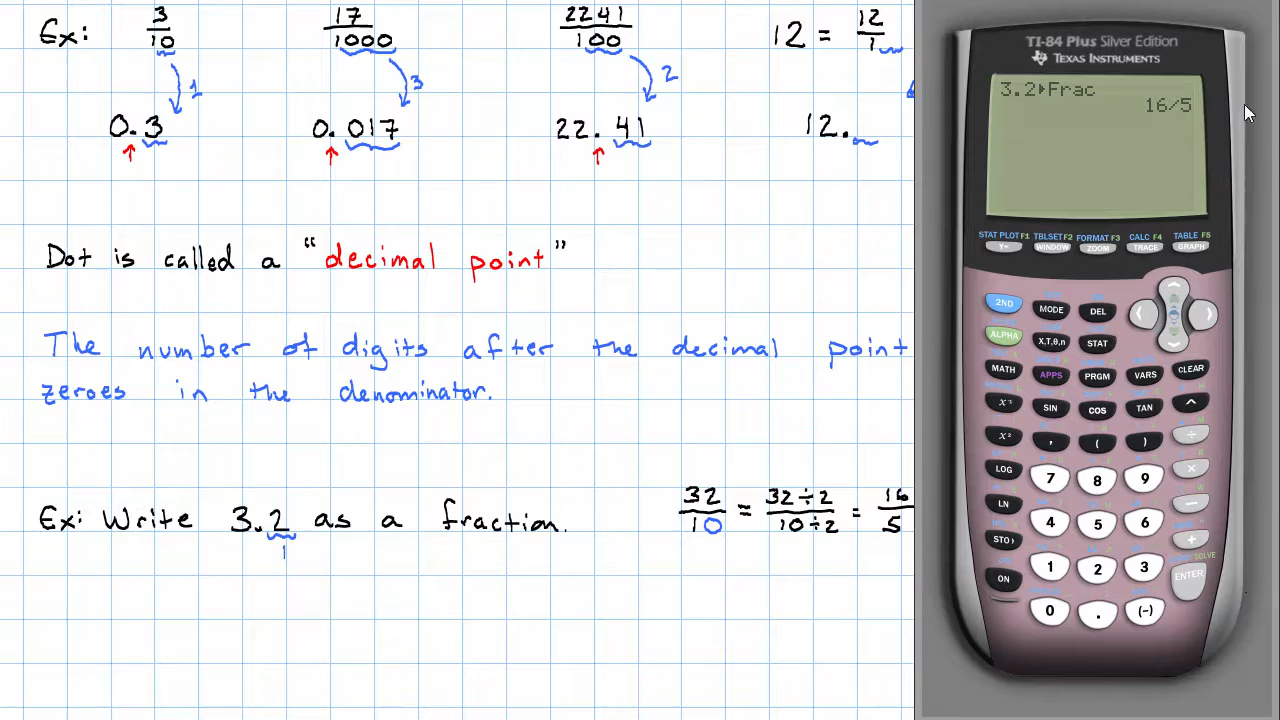 Ex: 3/10 17/1000 2241/100 12 = 12/1
1 3 2
0.3 0.017 22.41 12.
Dot is called a "decimal point"
The number of digits after the decimal point
zeroes in the denominator.
Ex: Write 3.2 as a fraction. 32/10 = 32÷2/10÷2 = 16/5
1
TI-84 Plus Silver Edition
TEXAS INSTRUMENTS
3.2▶Frac
16/5
STAT PLOT F1 TBLSET F2 FORMAT F3 CALC F4 TABLE F5
Y= WINDOW ZOOM TRACE GRAPH
2ND MODE DEL
ALPHA X,T,θ,n STAT
MATH APPS PRGM VARS CLEAR
SIN COS TAN ^
x² , ( ) ÷
LOG 7 8 9 ×
LN 4 5 6 −
STO› 1 2 3 +
SOLVE
ON 0 . (-) ENTER